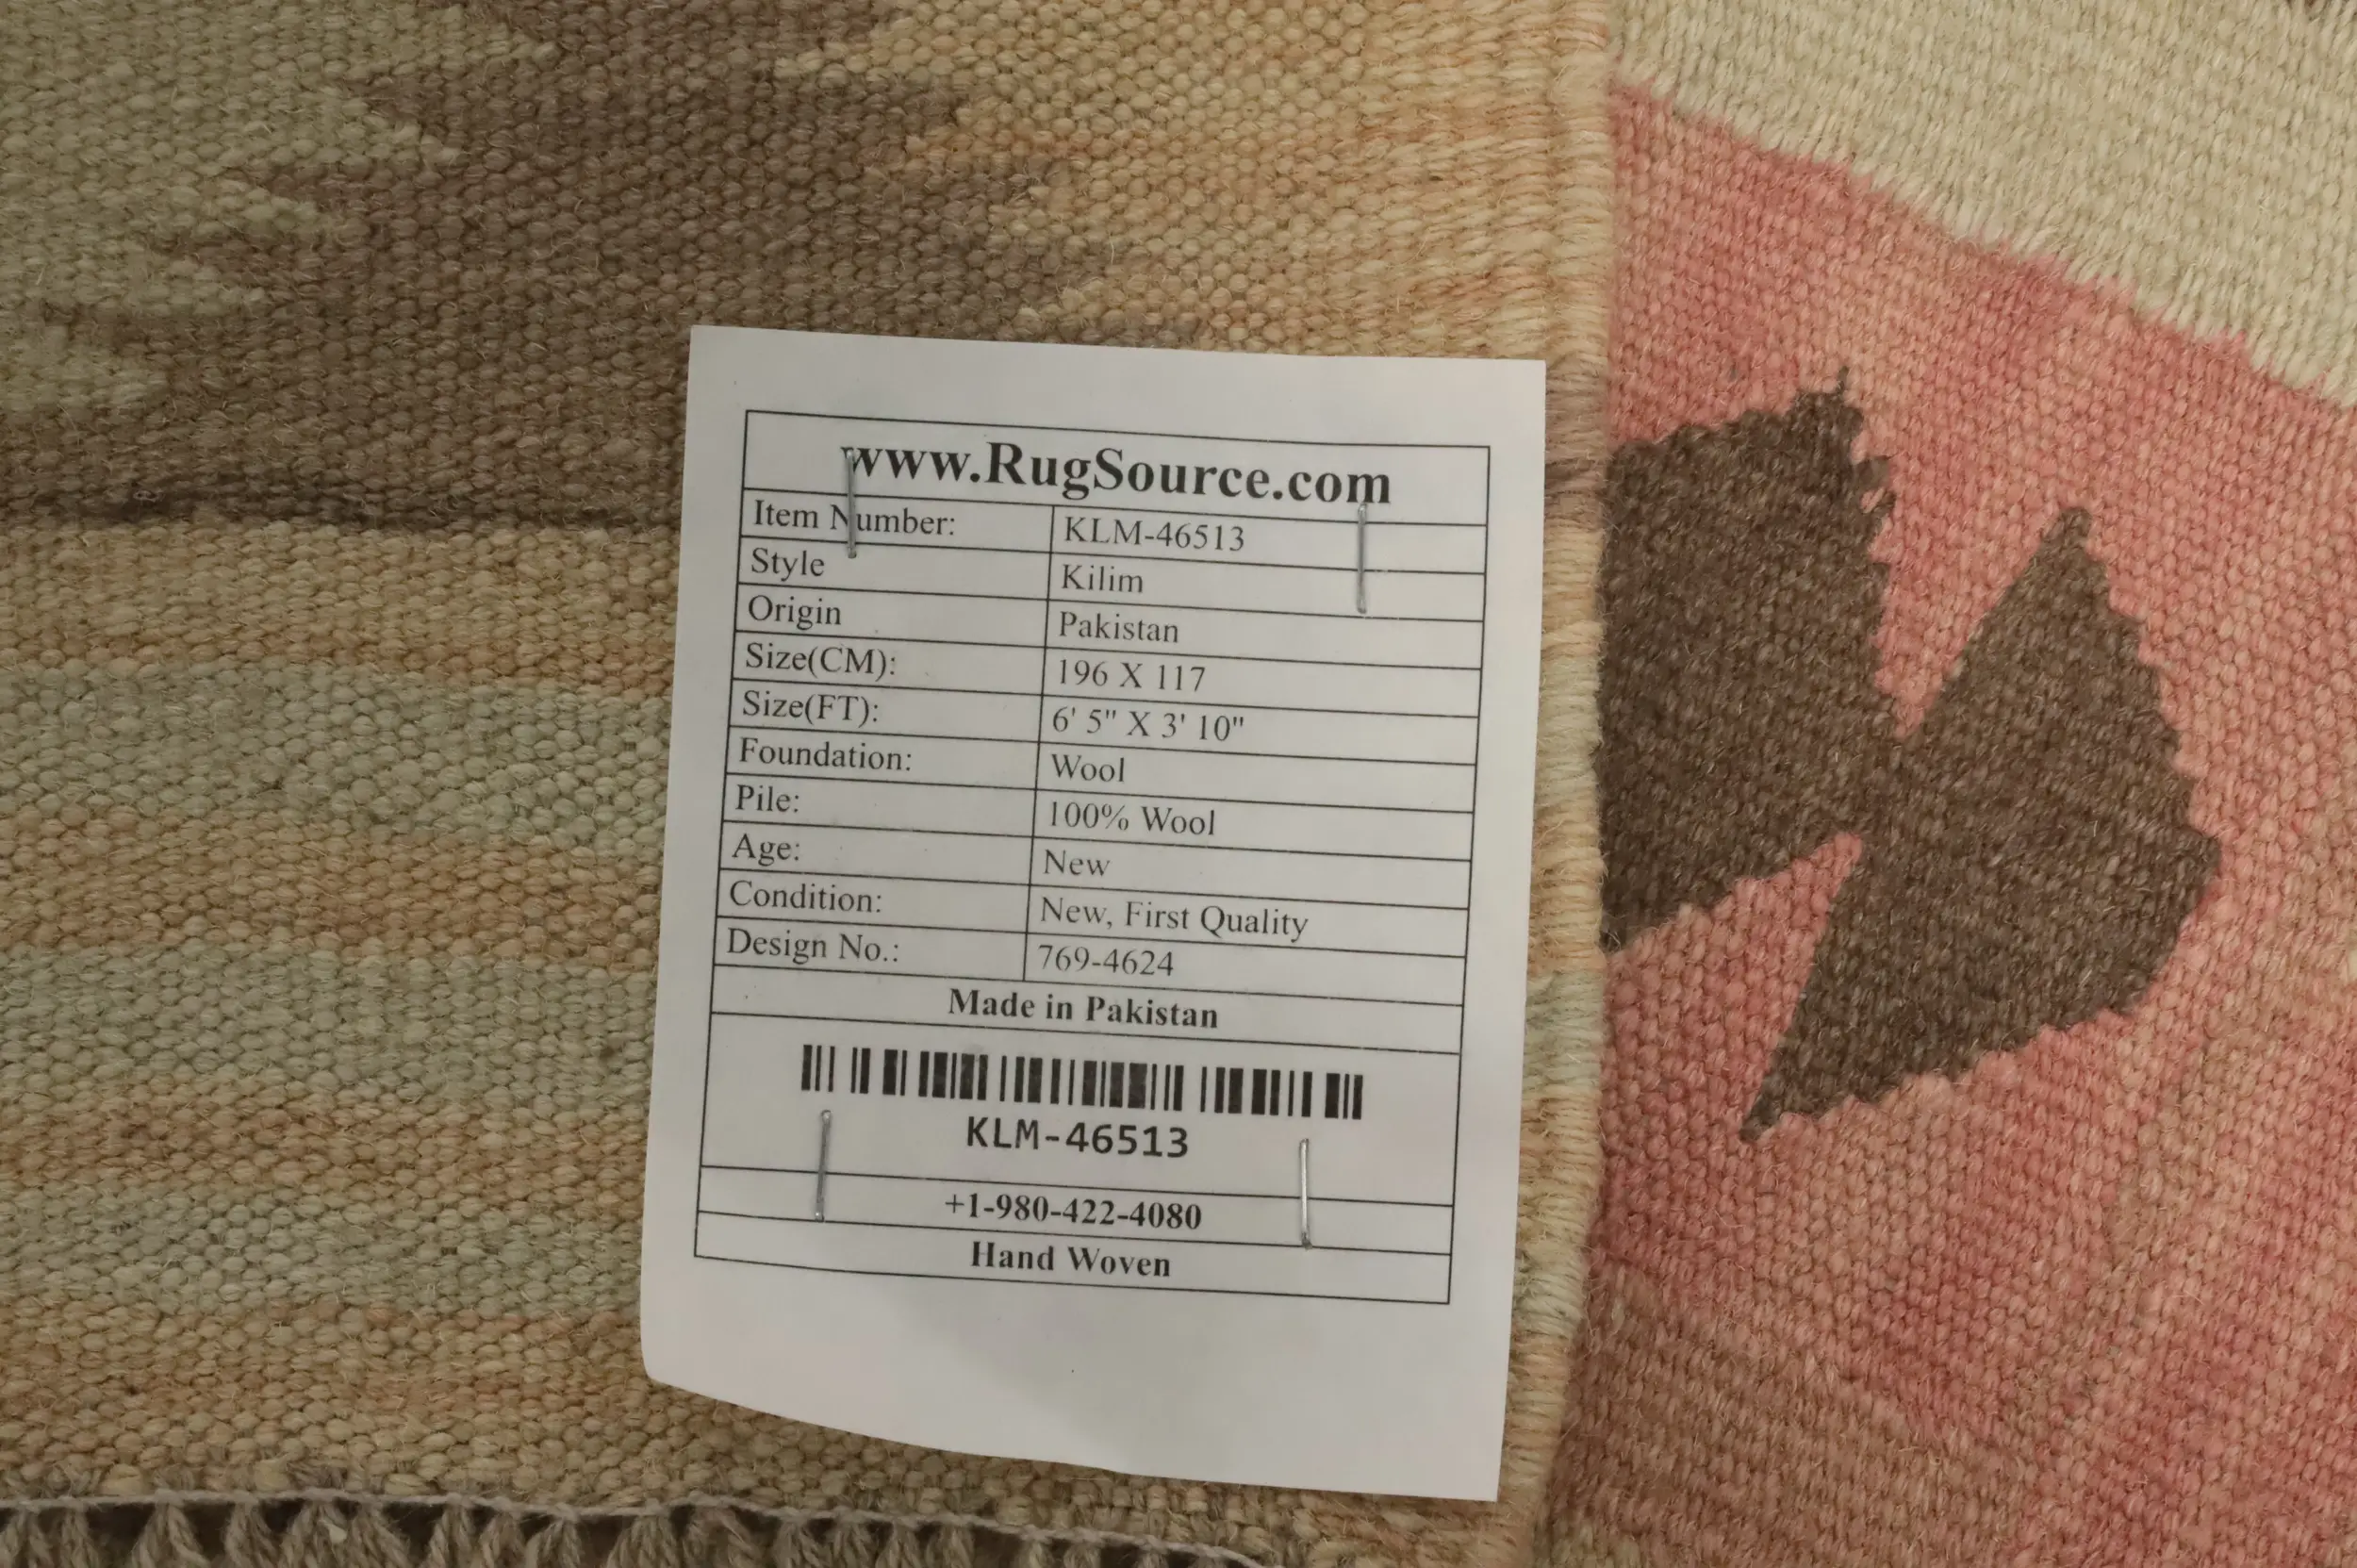 www.RugSource.com
Item Number: KLM-46513
Style Kilim
Origin Pakistan
Size(CM): 196 X 117
Size(FT): 6' 5" X 3' 10"
Foundation: Wool
Pile: 100% Wool
Age: New
Condition: New, First Quality
Design No.: 769-4624
Made in Pakistan
KLM-46513
+1-980-422-4080
Hand Woven